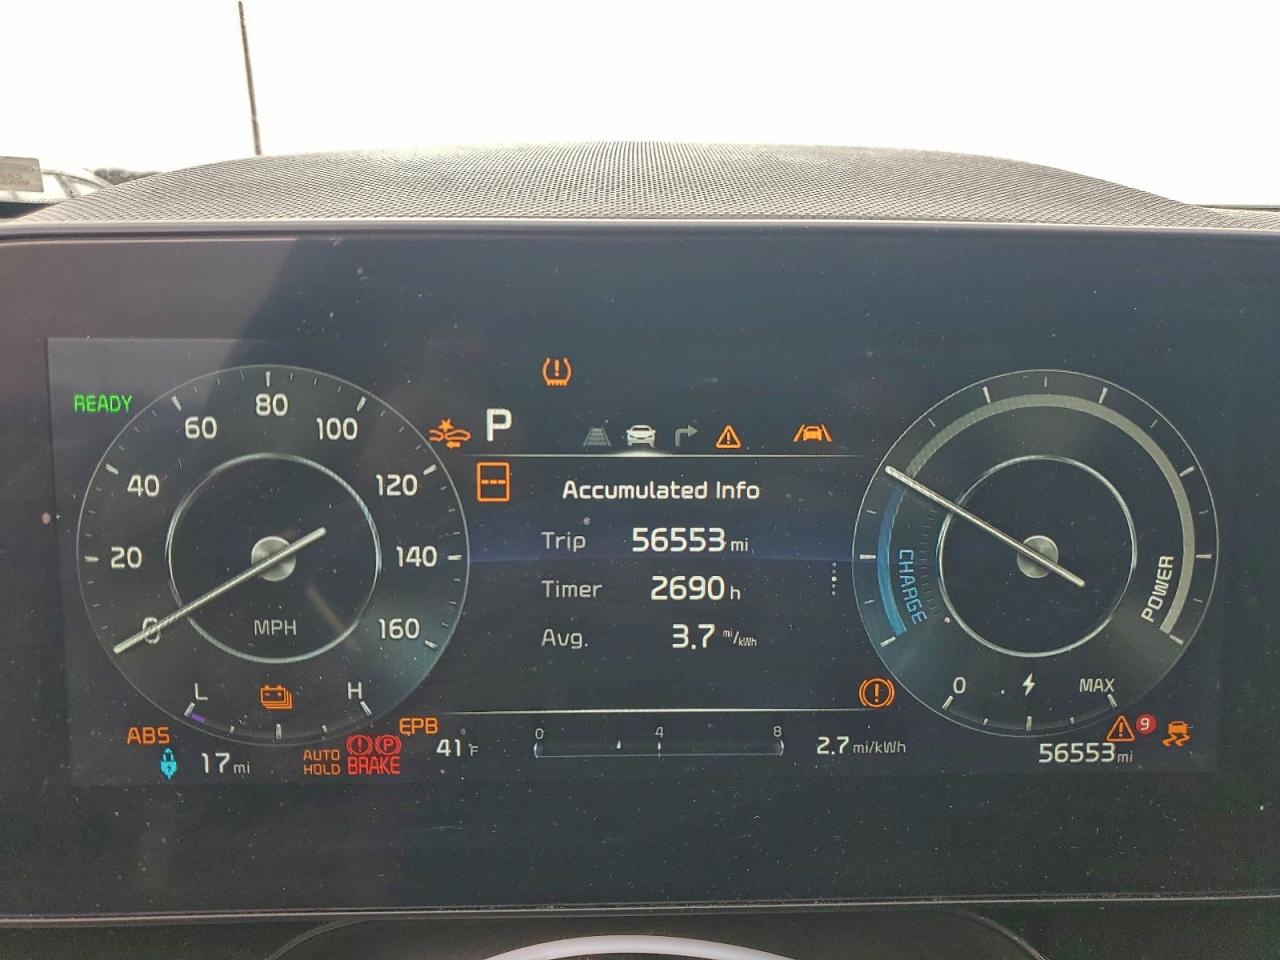 READY
80
60
100
40
120
20
140
0
MPH
160
L
H
P
Accumulated Info
Trip 56553 mi
Timer 2690 h
Avg. 3.7 mi/kWh
CHARGE
POWER
0
MAX
ABS
EPB
17 mi
AUTO HOLD
P
BRAKE
41°F
0 4 8
2.7 mi/kWh
9
56553 mi